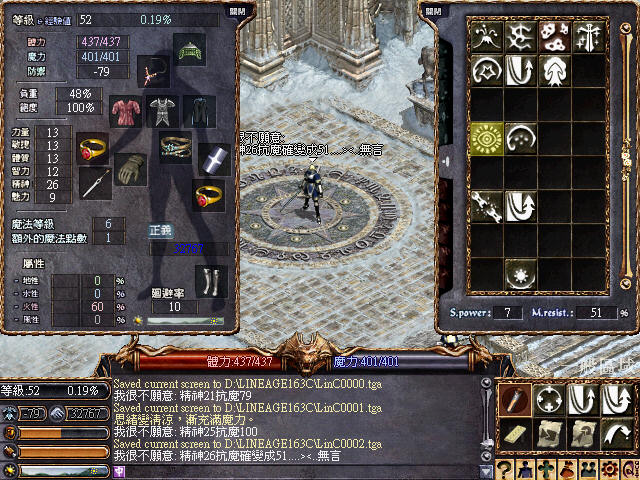 關閉
等級 & 經驗值 52 0.19%
體力 437/437
魔力 401/401
防禦 -79
負重 48%
飽度 100%
力量 13
敏捷 13
體質 13
智力 12
精神 26
魅力 9
魔法等級 6
額外的魔法點數 1
正義
32767
屬性
地性 0 %
水性 0 %
火性 60 %
風性 0 %
迴避率
10
很不願意:
神26抗魔確變成51....><..無言
關閉
S.power: 7 M.resist.: 51 %
體力:437/437 魔力:401/401
等級:52 0.19%
-79 32767
Saved current screen to D:\LINEAGE163C\LinC0000.tga
我很不願意: 精神21抗魔79
Saved current screen to D:\LINEAGE163C\LinC0001.tga
思緒變清涼，漸充滿魔力。
我很不願意: 精神25抗魔100
Saved current screen to D:\LINEAGE163C\LinC0002.tga
我很不願意: 精神26抗魔確變成51....><..無言
中